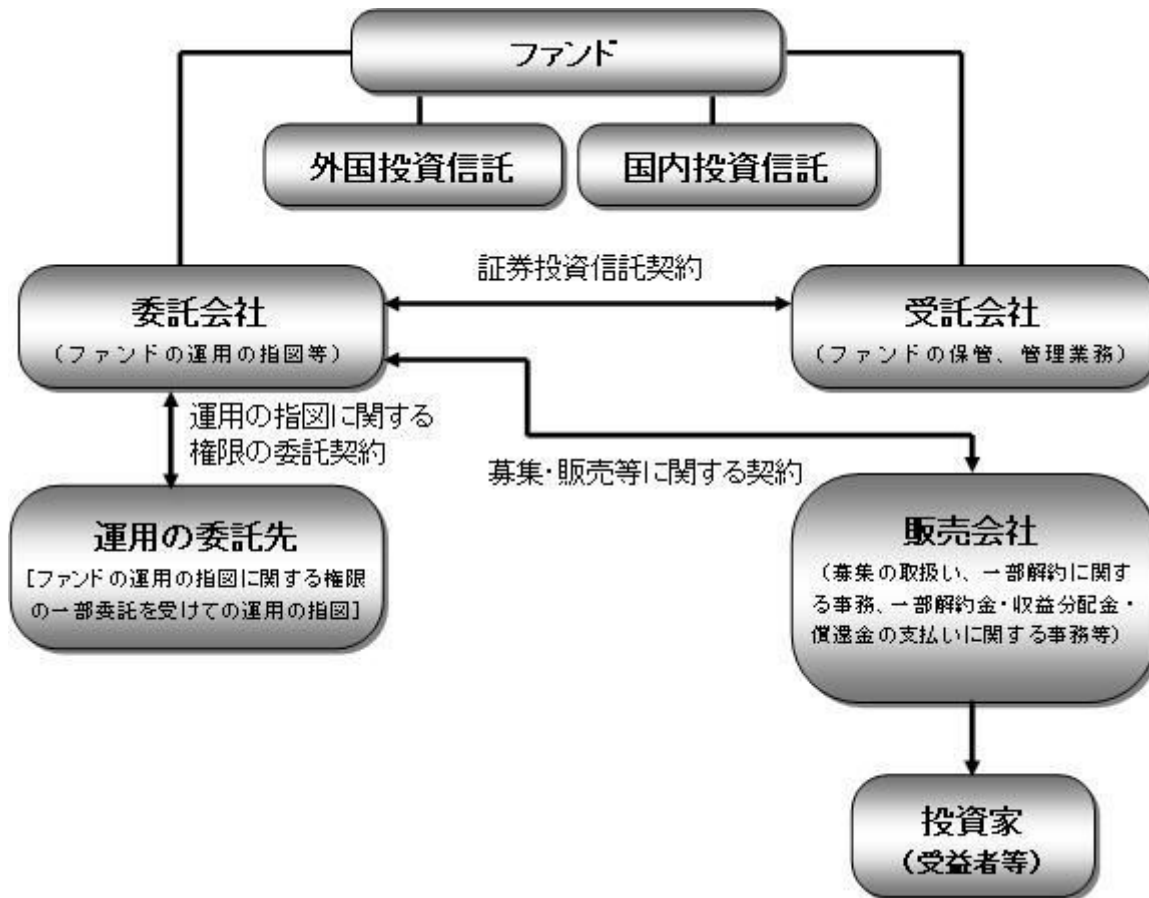 ファンド
外国投資信託
国内投資信託
証券投資信託契約
委託会社
（ファンドの運用の指図等）
受託会社
（ファンドの保管、管理業務）
運用の指図に関する
権限の委託契約
募集・販売等に関する契約
運用の委託先
[ファンドの運用の指図に関する権限
の一部委託を受けての運用の指図]
販売会社
（募集の取扱い、一部解約に関す
る事務、一部解約金・収益分配金・
償還金の支払いに関する事務等）
投資家
（受益者等）